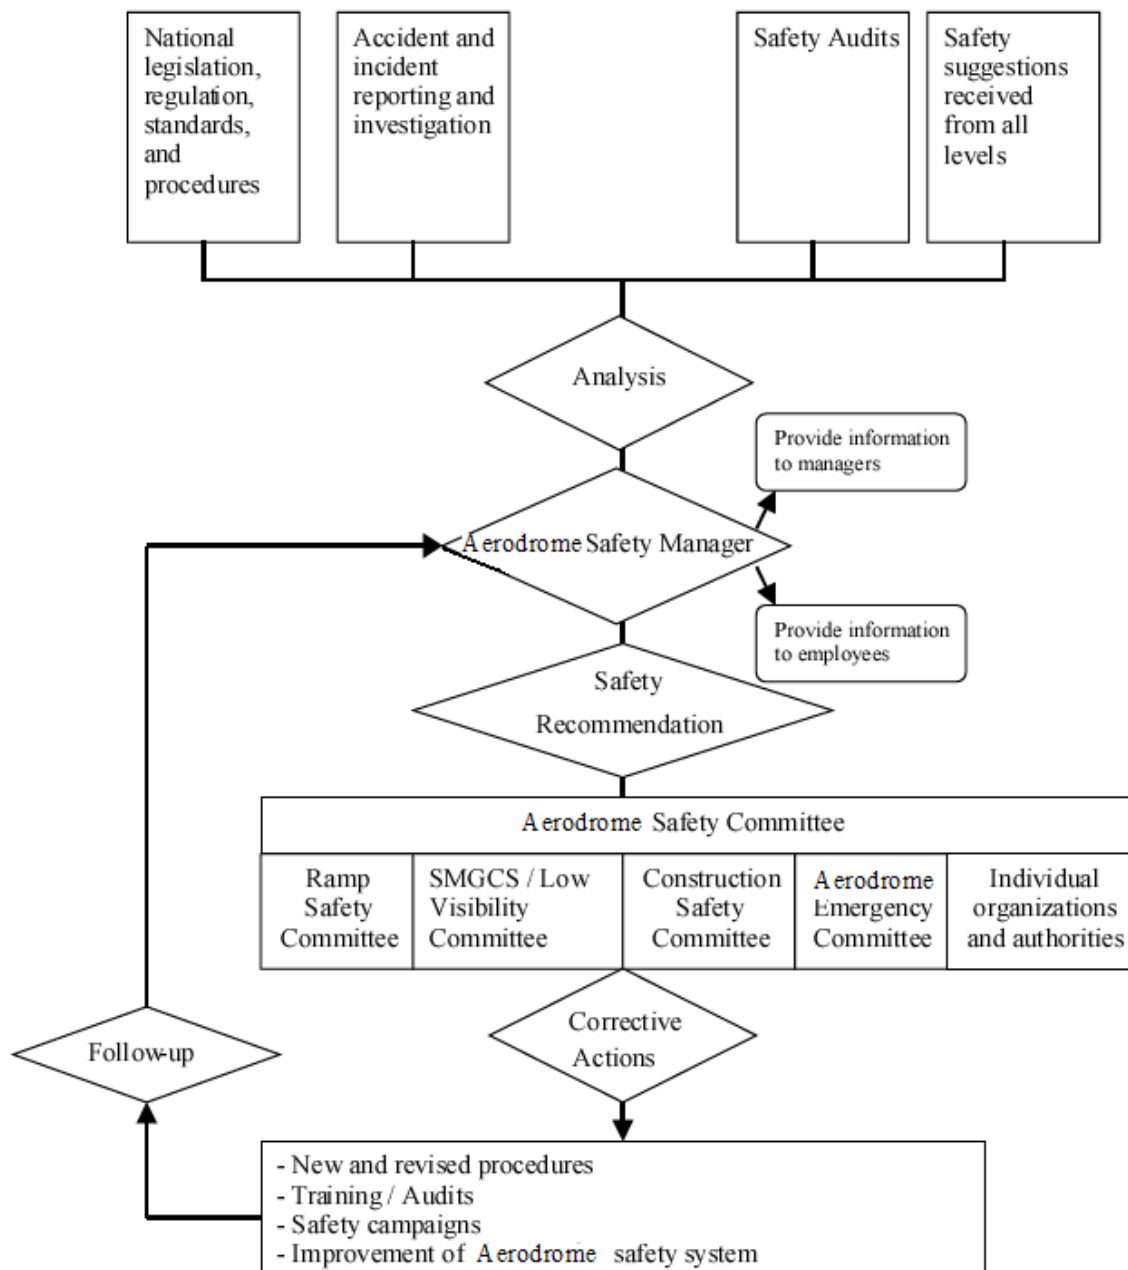 National
legislation,
regulation,
standards,
and
procedures
Accident and
incident
reporting and
investigation
Safety Audits
Safety
suggestions
received
from all
levels
Analysis
Provide information
to managers
Aerodrome Safety Manager
Provide information
to employees
Safety
Recommendation
Aerodrome Safety Committee
Ramp
Safety
Committee
SMGCS / Low
Visibility
Committee
Construction
Safety
Committee
Aerodrome
Emergency
Committee
Individual
organizations
and authorities
Corrective
Actions
Follow-up
- New and revised procedures
- Training / Audits
- Safety campaigns
- Improvement of Aerodrome safety system